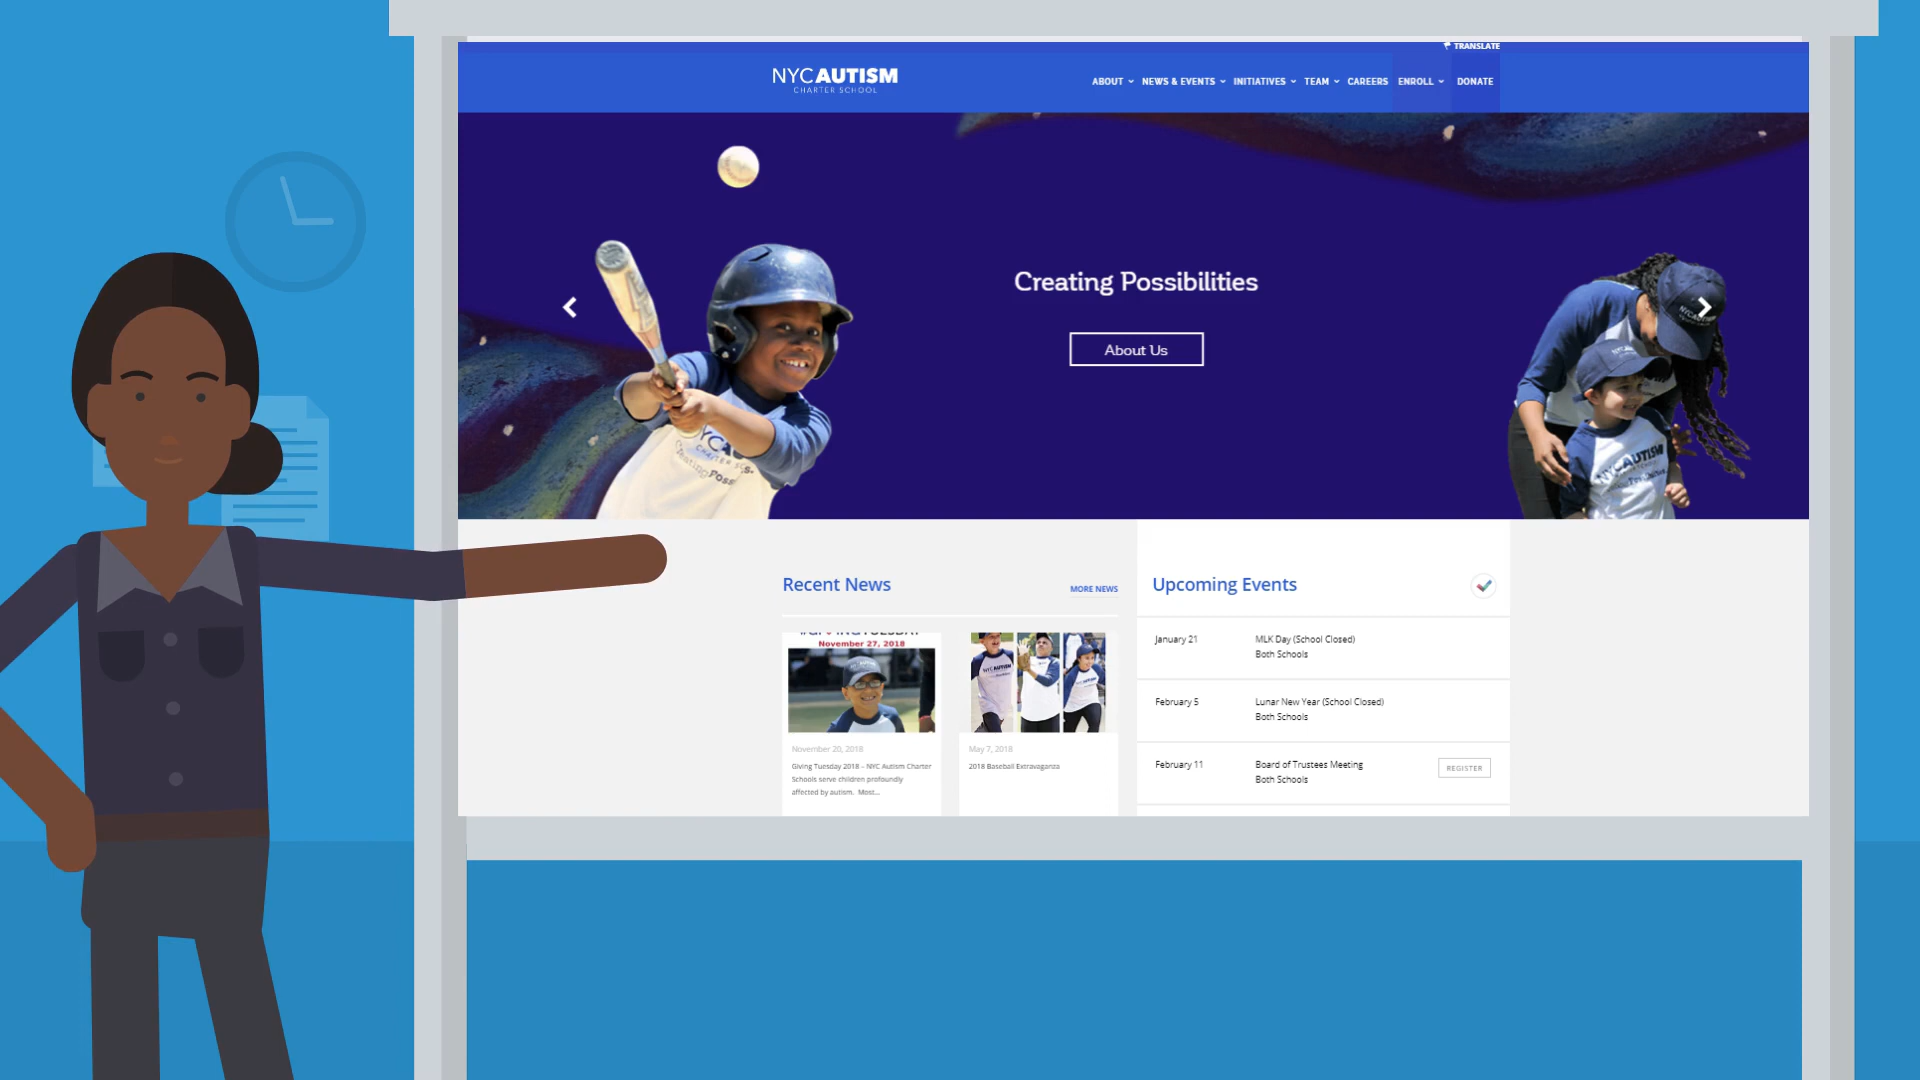 TRANSLATE
NYCAUTISM
CHARTER SCHOOL
ABOUT NEWS & EVENTS INITIATIVES TEAM CAREERS ENROLL DONATE
Creating Possibilities
About Us
NYCAUTISM
Recent News
MORE NEWS
November 27, 2018
November 20, 2018
Giving Tuesday 2018 – NYC Autism Charter
Schools serve children profoundly
affected by autism. Most...
May 7, 2018
2018 Baseball Extravaganza
Upcoming Events
January 21
MLK Day (School Closed)
Both Schools
February 5
Lunar New Year (School Closed)
Both Schools
February 11
Board of Trustees Meeting
Both Schools
REGISTER